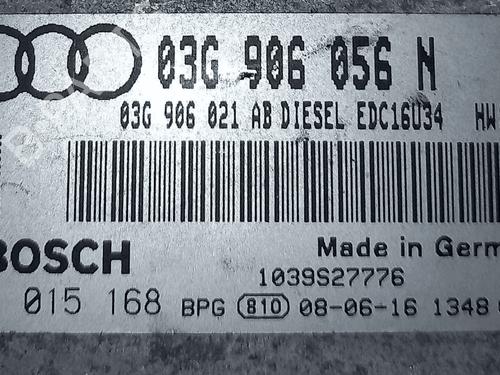 03G 906 056 N
03G 906 021 AB DIESEL EDC16U34 HW
BOSCH
Made in Germ
1039S27776
015 168 BPG 810 08-06-16 1348